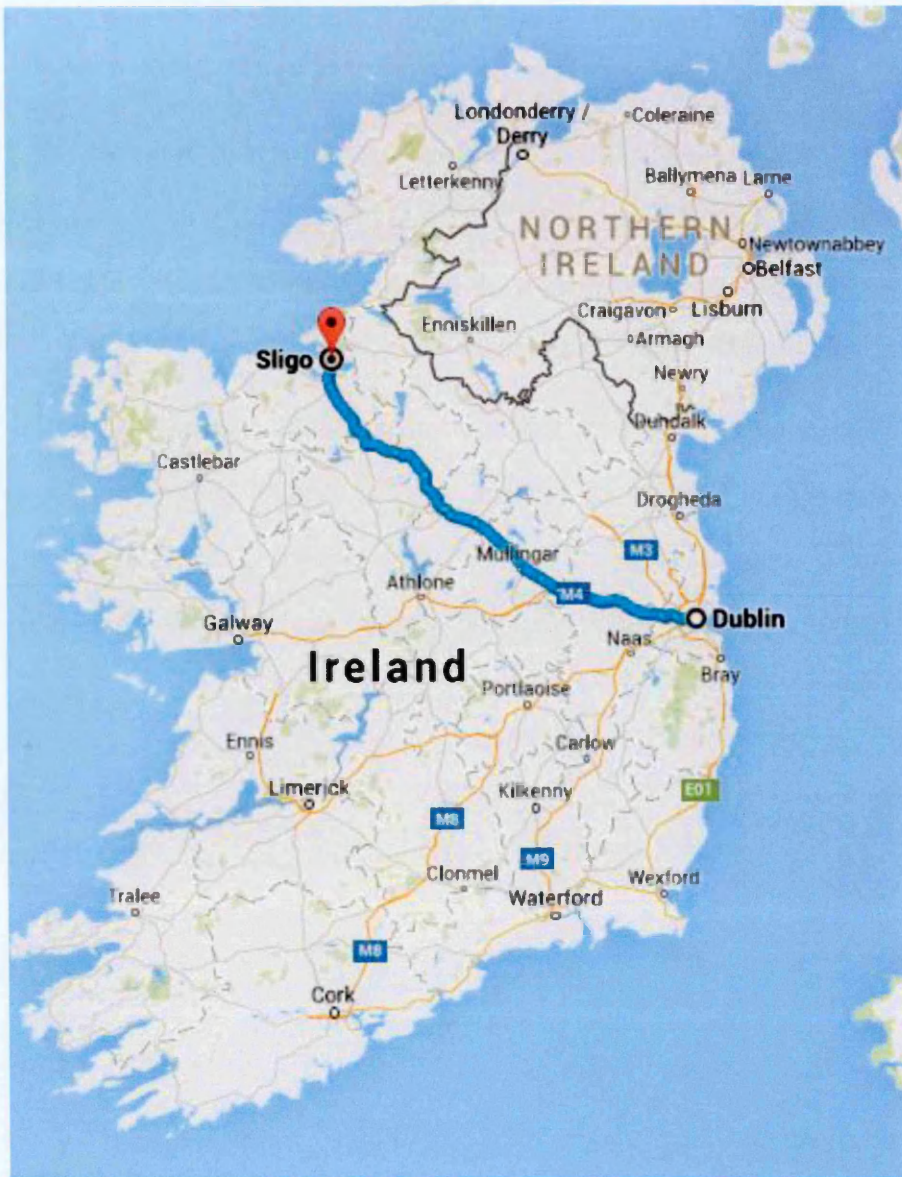 Londonderry /
Derry
Coleraine
Letterkenny
Ballymena
Larne
NORTHERN
IRELAND
Newtownabbey
Belfast
Craigavon
Lisburn
Enniskillen
Armagh
Sligo
Newry
Dundalk
Castlebar
Drogheda
Mullingar
M3
Athlone
M4
Dublin
Galway
Naas
Ireland
Bray
Portlaoise
Ennis
Carlow
Limerick
Kilkenny
E01
M8
M9
Clonmel
Wexford
Tralee
Waterford
M8
Cork